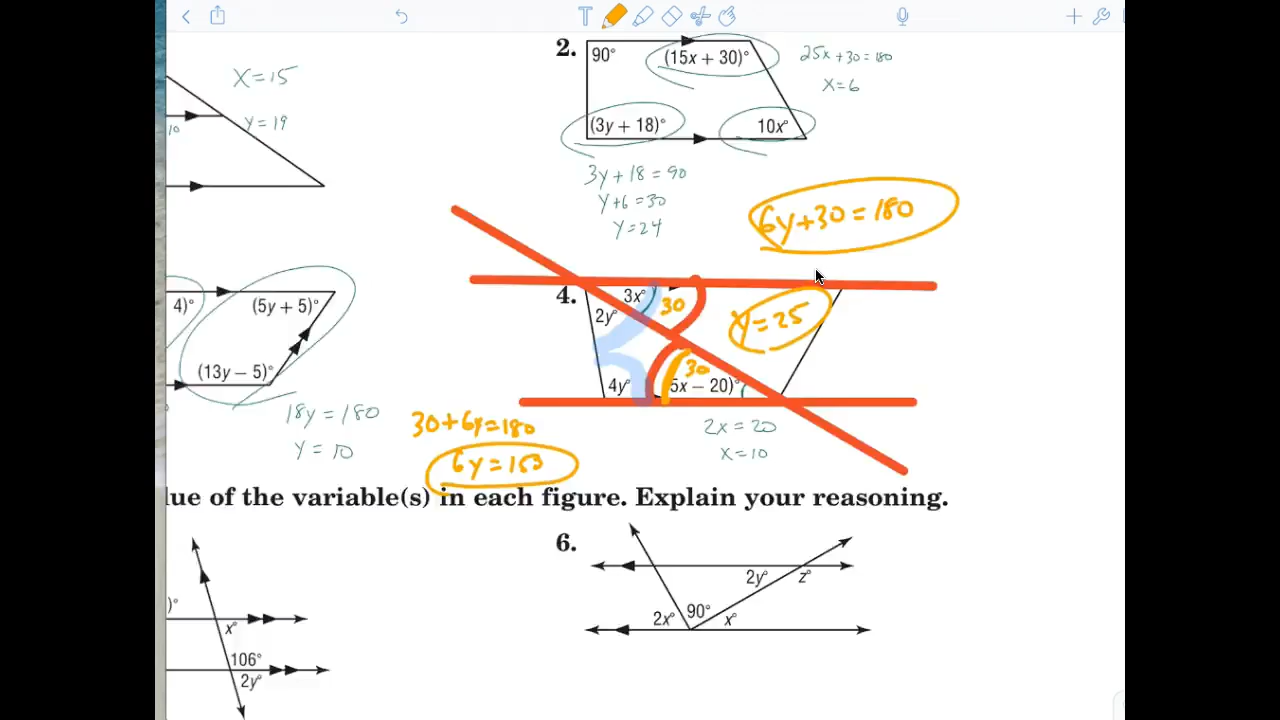 2.
90°
(15x + 30)°
(3y + 18)°
10x°
25x + 30 = 180
x = 6
X = 15
y = 19
10
3y + 18 = 90
y + 6 = 30
y = 24
6y + 30 = 180
4.
3x°
2y°
30
y = 25
4y°
30
5x – 20)°
2x = 20
x = 10
4)°
(5y + 5)°
(13y – 5)°
18y = 180
y = 10
30 + 6y = 180
6y = 153
lue of the variable(s) in each figure. Explain your reasoning.
)°
x°
106°
2y°
6.
2y°
z°
2x°
90°
x°